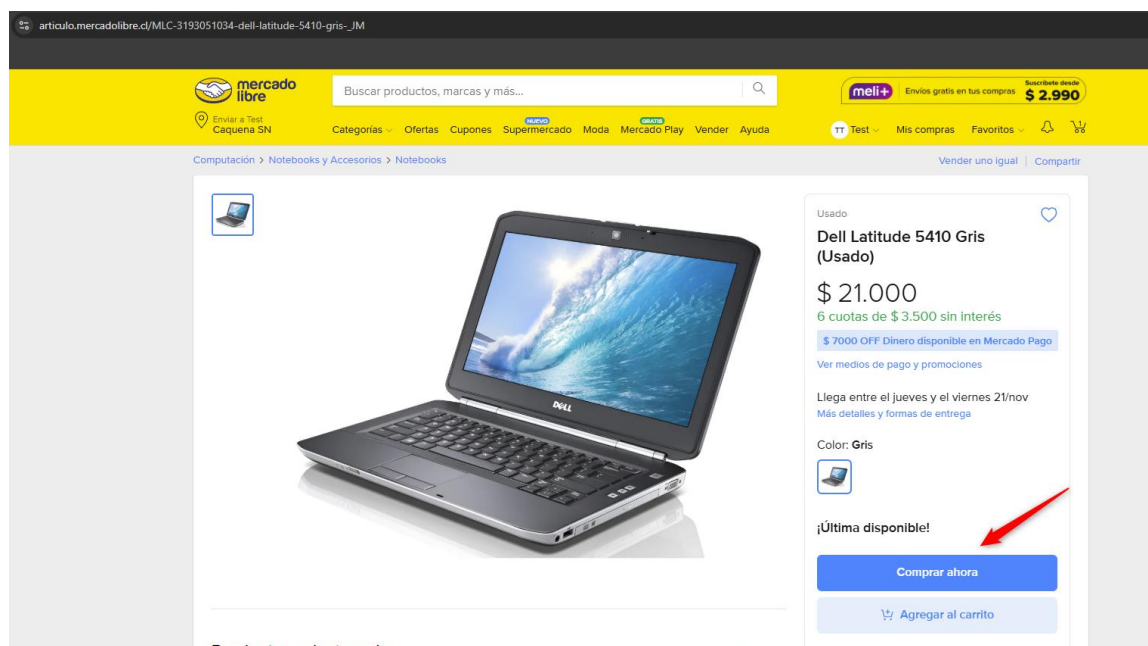 articulo.mercadolibre.cl/MLC-3193051034-dell-latitude-5410-gris-_JM
mercado
libre
Buscar productos, marcas y más...
meli+ Envíos gratis en tus compras Suscríbete desde
$ 2.990
Enviar a Test
Caquena SN
NUEVO GRATIS
Categorías Ofertas Cupones Supermercado Moda Mercado Play Vender Ayuda
TT Test Mis compras Favoritos
Computación > Notebooks y Accesorios > Notebooks
Vender uno igual | Compartir
Usado
Dell Latitude 5410 Gris
(Usado)
$ 21.000
6 cuotas de $ 3.500 sin interés
$ 7000 OFF Dinero disponible en Mercado Pago
Ver medios de pago y promociones
Llega entre el jueves y el viernes 21/nov
Más detalles y formas de entrega
Color: Gris
¡Última disponible!
Comprar ahora
Agregar al carrito
DELL